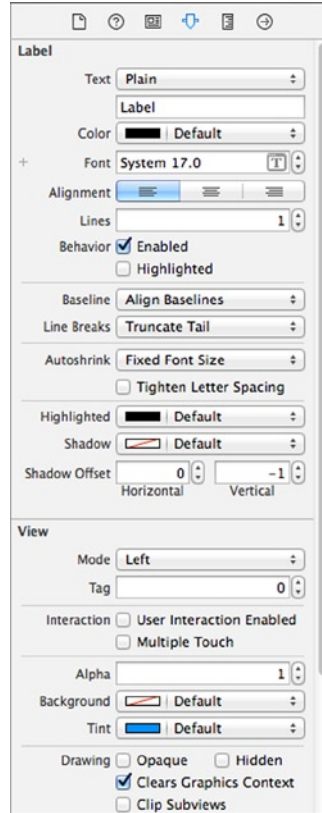 Label
Text Plain
Label
Color Default
+ Font System 17.0 T
Alignment
Lines 1
Behavior Enabled
Highlighted
Baseline Align Baselines
Line Breaks Truncate Tail
Autoshrink Fixed Font Size
Tighten Letter Spacing
Highlighted Default
Shadow Default
Shadow Offset 0 -1
Horizontal Vertical
View
Mode Left
Tag 0
Interaction User Interaction Enabled
Multiple Touch
Alpha 1
Background Default
Tint Default
Drawing Opaque Hidden
Clears Graphics Context
Clip Subviews